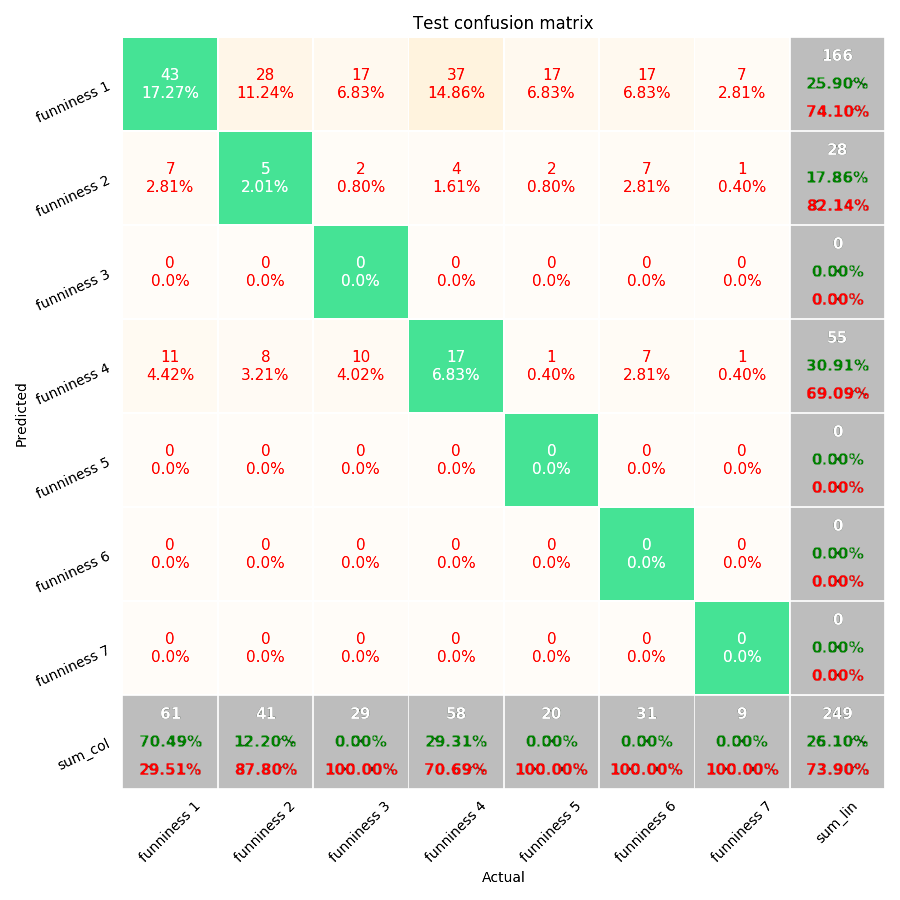 Test confusion matrix
funniness 1
43 28 17 37 17 17 7 166
17.27% 11.24% 6.83% 14.86% 6.83% 6.83% 2.81% 25.90%
74.10%
funniness 2
7 5 2 4 2 7 1 28
2.81% 2.01% 0.80% 1.61% 0.80% 2.81% 0.40% 17.86%
82.14%
funniness 3
0 0 0 0 0 0 0 0
0.0% 0.0% 0.0% 0.0% 0.0% 0.0% 0.0% 0.00%
0.00%
funniness 4
11 8 10 17 1 7 1 55
4.42% 3.21% 4.02% 6.83% 0.40% 2.81% 0.40% 30.91%
69.09%
Predicted
funniness 5
0 0 0 0 0 0 0 0
0.0% 0.0% 0.0% 0.0% 0.0% 0.0% 0.0% 0.00%
0.00%
funniness 6
0 0 0 0 0 0 0 0
0.0% 0.0% 0.0% 0.0% 0.0% 0.0% 0.0% 0.00%
0.00%
funniness 7
0 0 0 0 0 0 0 0
0.0% 0.0% 0.0% 0.0% 0.0% 0.0% 0.0% 0.00%
0.00%
sum_col
61 41 29 58 20 31 9 249
70.49% 12.20% 0.00% 29.31% 0.00% 0.00% 0.00% 26.10%
29.51% 87.80% 100.00% 70.69% 100.00% 100.00% 100.00% 73.90%
funniness 1 funniness 2 funniness 3 funniness 4 funniness 5 funniness 6 funniness 7 sum_lin
Actual